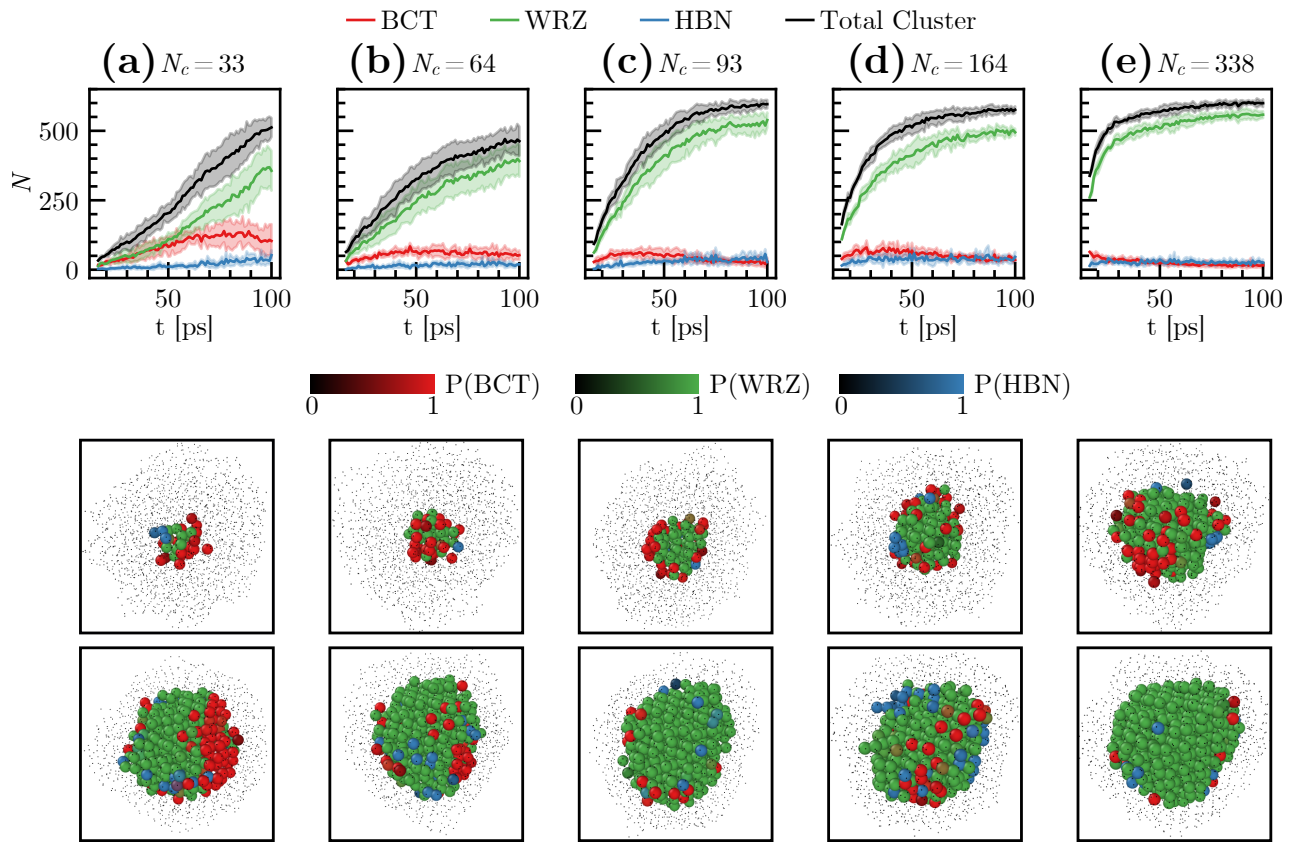 BCT WRZ HBN Total Cluster
(a) N_c = 33 (b) N_c = 64 (c) N_c = 93 (d) N_c = 164 (e) N_c = 338
500
250
0
N
50 100 50 100 50 100 50 100 50 100
t [ps] t [ps] t [ps] t [ps] t [ps]
P(BCT) P(WRZ) P(HBN)
0 1 0 1 0 1